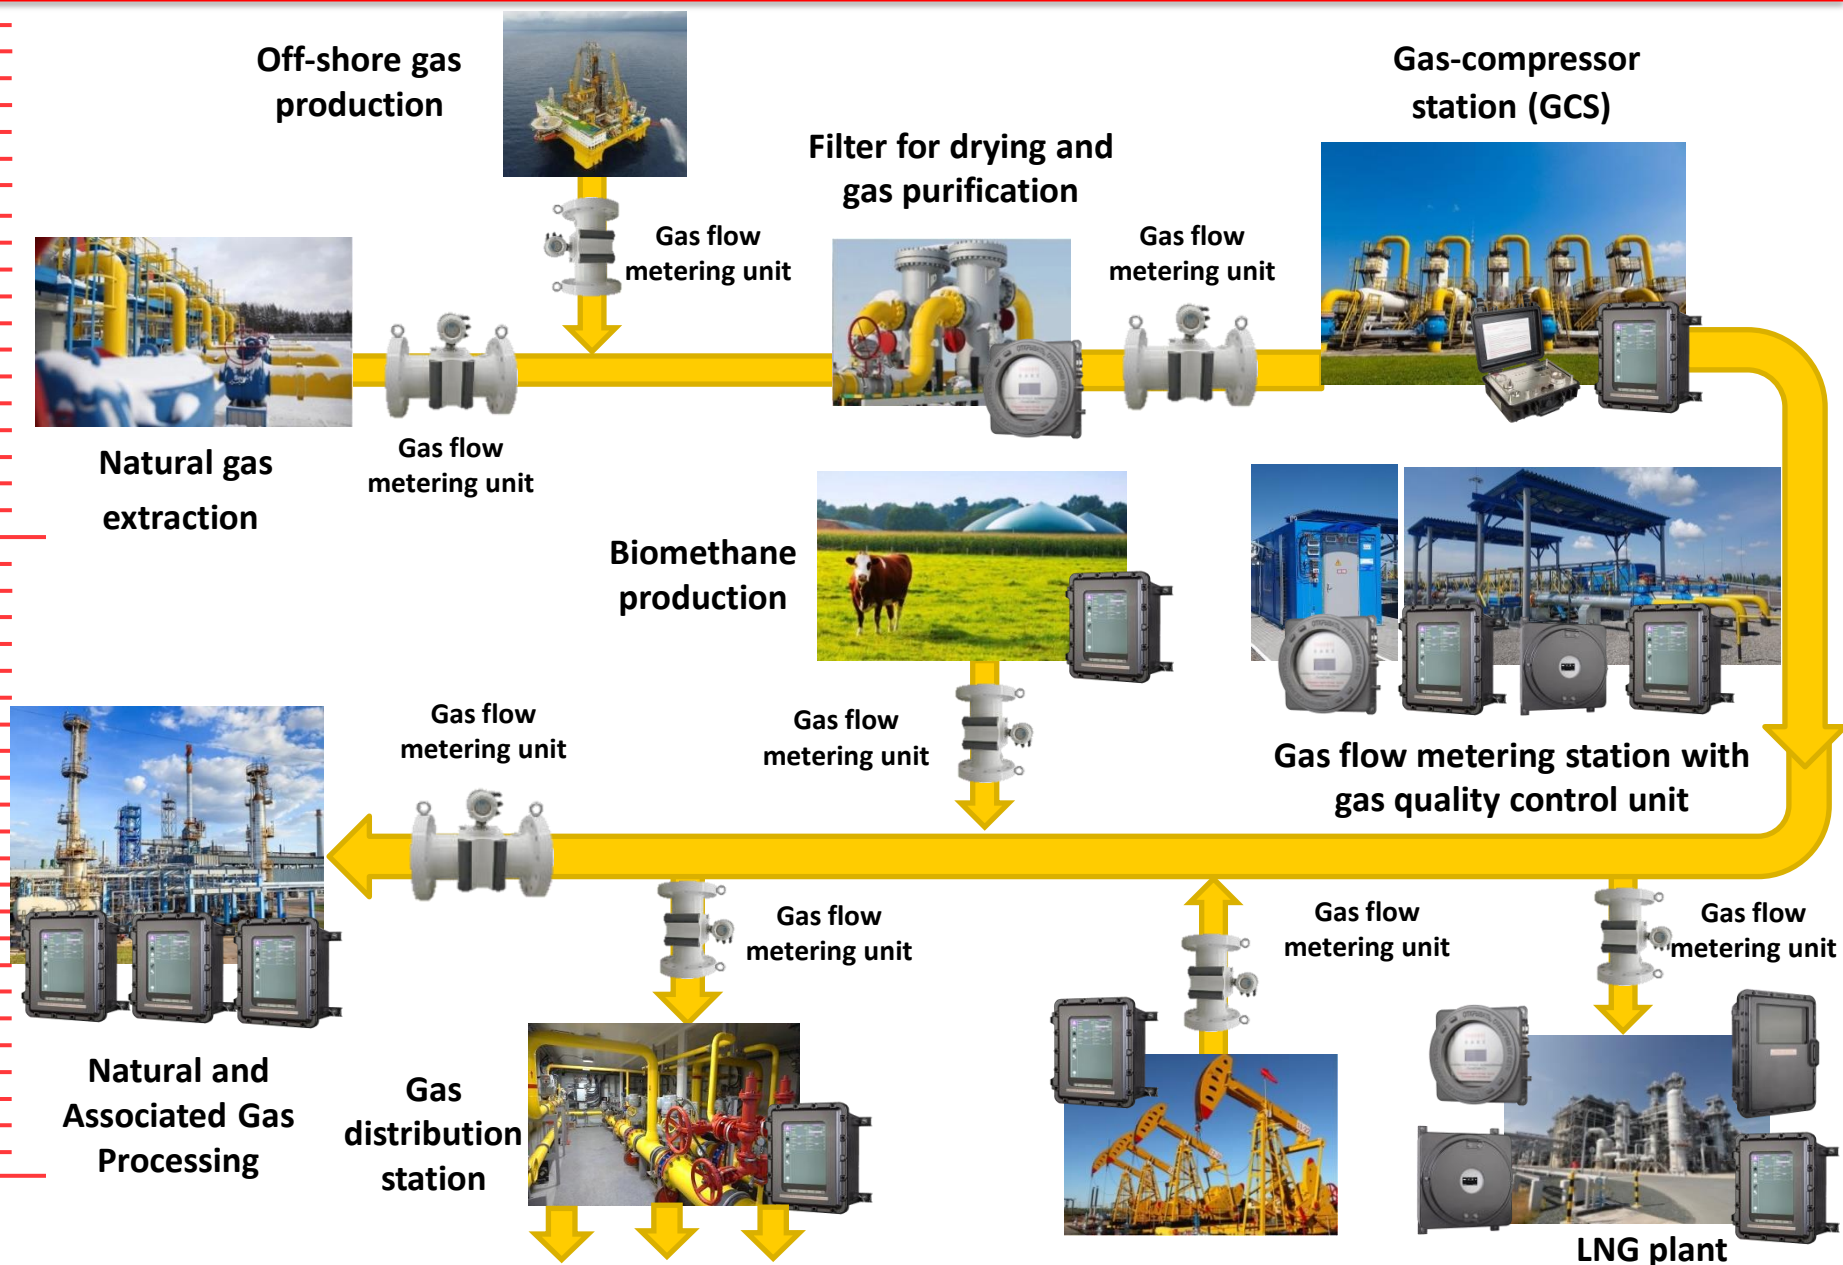 Off-shore gas
production
Gas-compressor
station (GCS)
Filter for drying and
gas purification
Gas flow
metering unit
Gas flow
metering unit
Gas flow
metering unit
Natural gas
extraction
Biomethane
production
Gas flow
metering unit
Gas flow
metering unit
Gas flow metering station with
gas quality control unit
Gas flow
metering unit
Gas flow
metering unit
Gas flow
metering unit
Natural and
Associated Gas
Processing
Gas
distribution
station
LNG plant